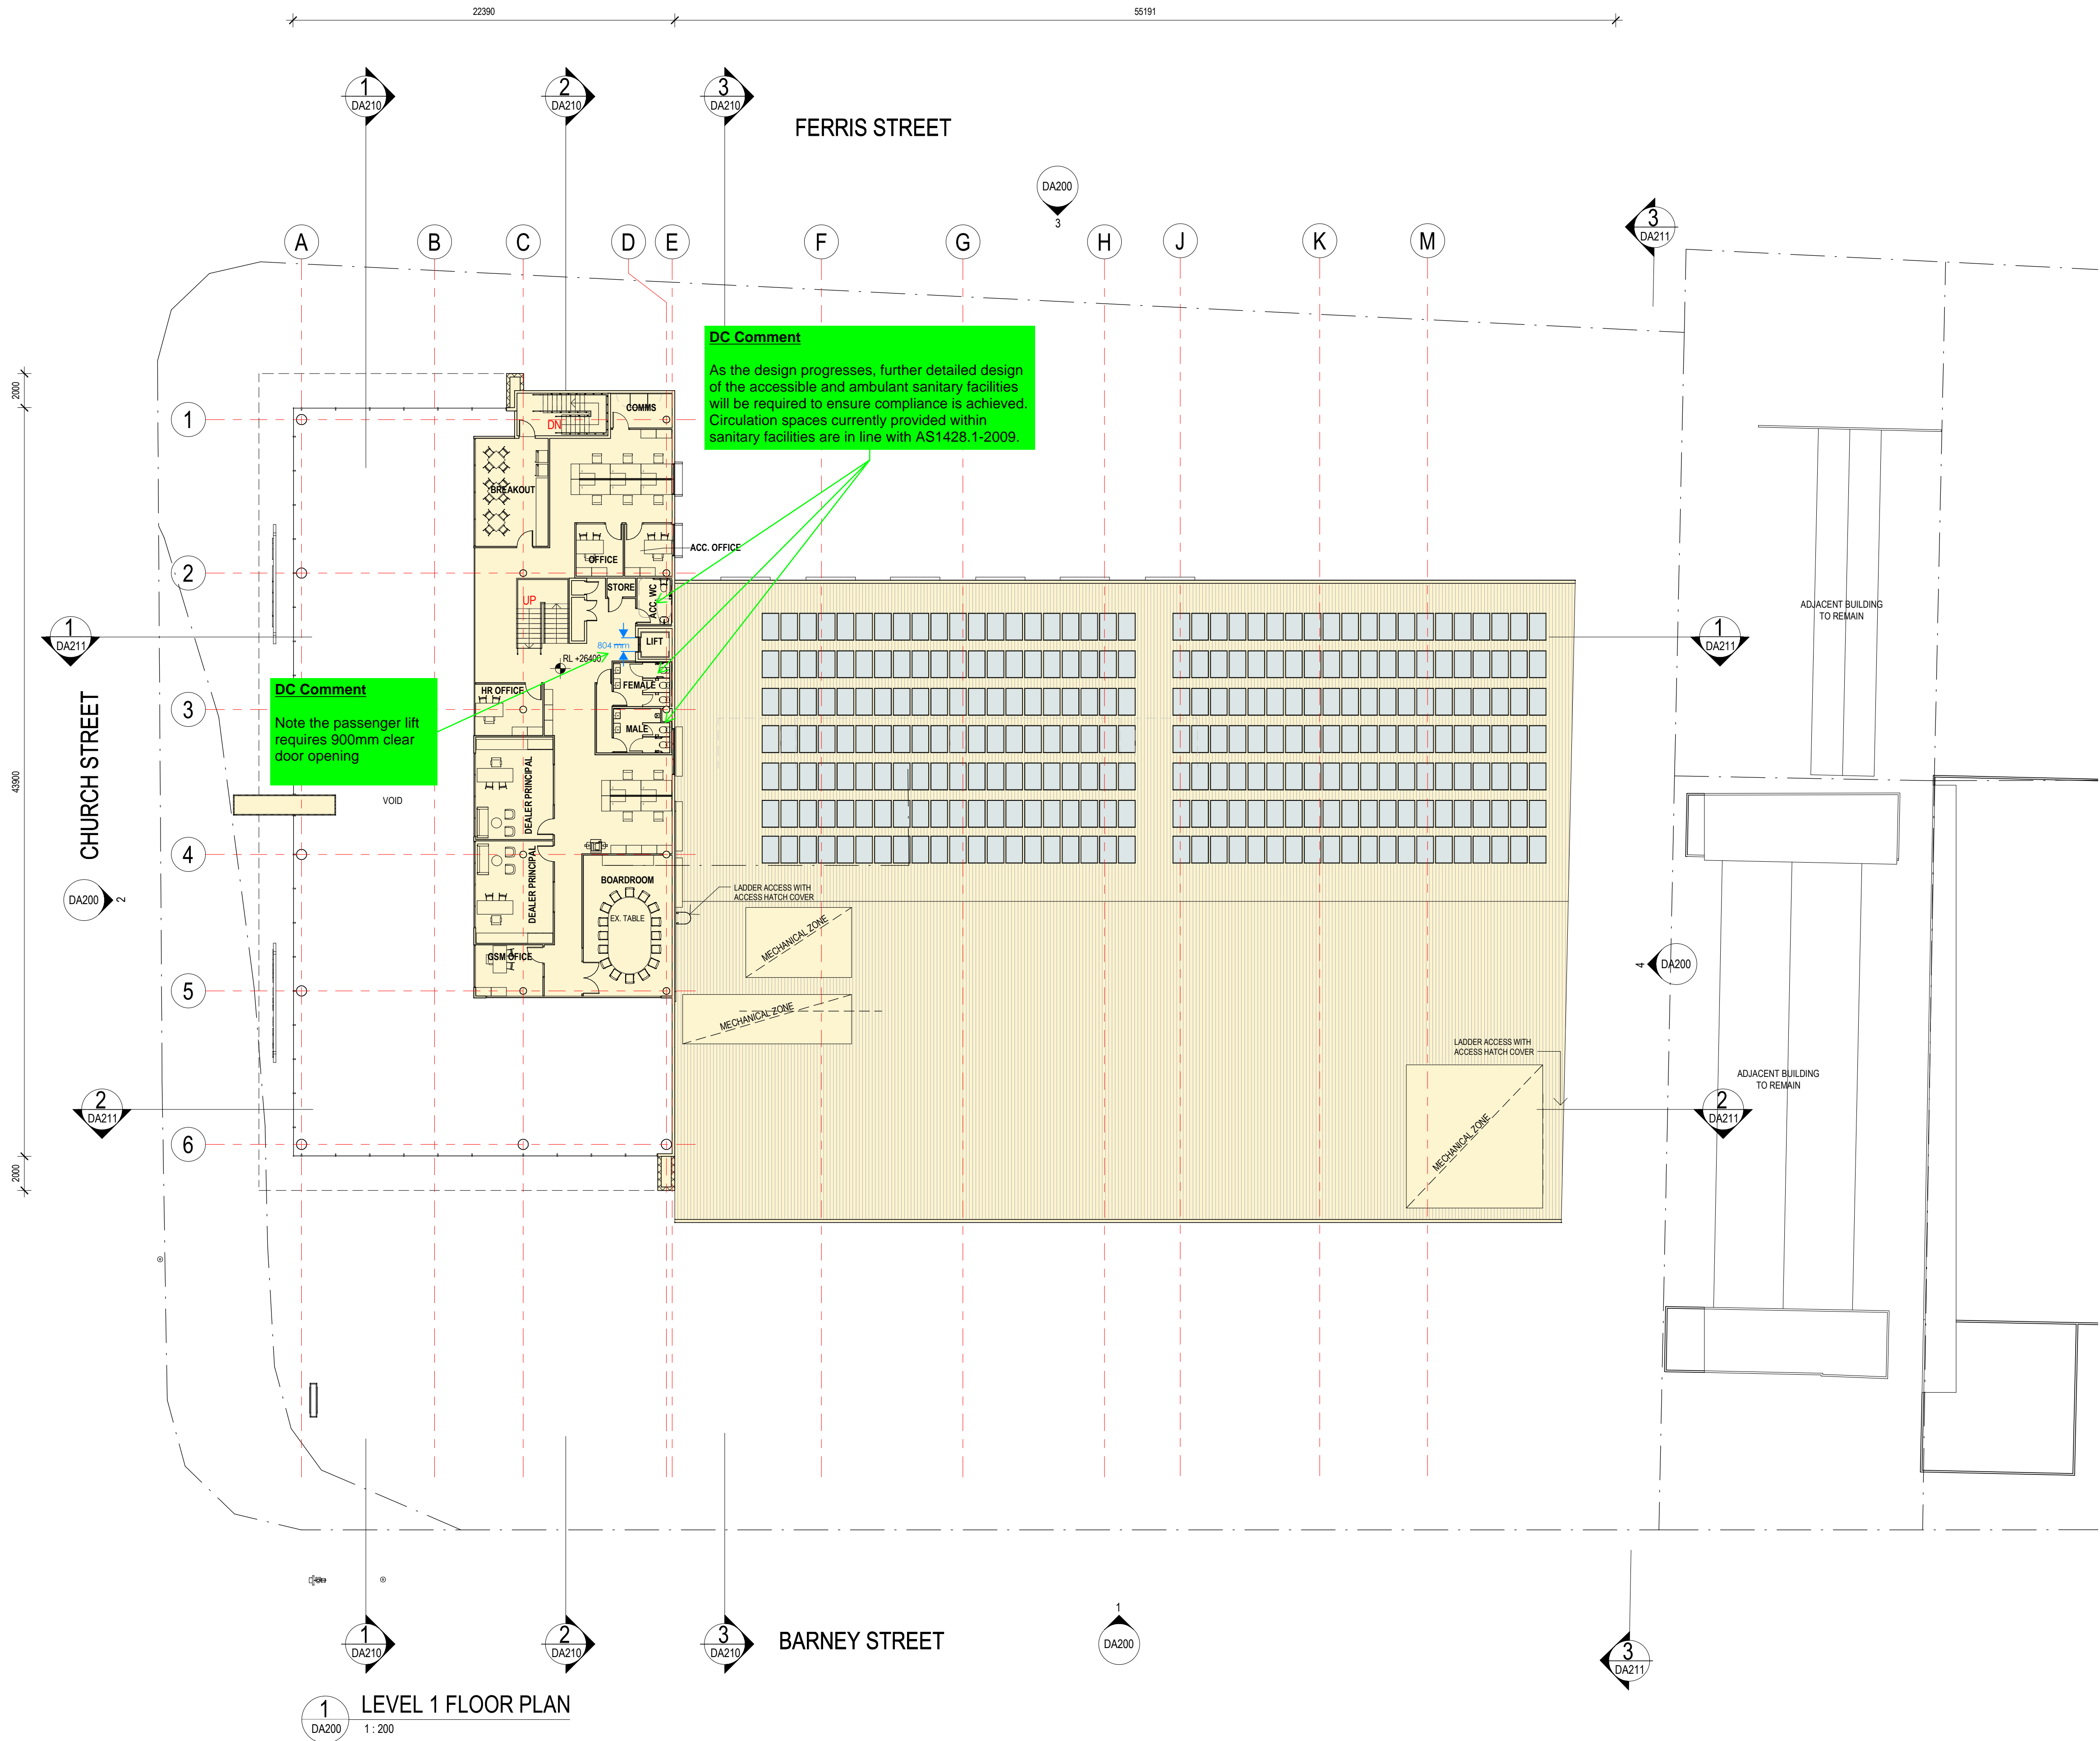 22390
55191
1
DA210
2
DA210
3
DA210
FERRIS STREET
DA200
3
3
DA211
A
B
C
D
E
F
G
H
J
K
M
DC Comment
As the design progresses, further detailed design
of the accessible and ambulant sanitary facilities
will be required to ensure compliance is achieved.
Circulation spaces currently provided within
sanitary facilities are in line with AS1428.1-2009.
2000
1
COMMS
DN
BREAKOUT
ACC. OFFICE
OFFICE
2
STORE
ACC. WC
UP
ADJACENT BUILDING
TO REMAIN
1
DA211
804 mm
LIFT
1
DA211
RL +26400
FEMALE
HR OFFICE
DC Comment
Note the passenger lift
requires 900mm clear
door opening
3
MALE
CHURCH STREET
43900
VOID
DEALER PRINCIPAL
4
DEALER PRINCIPAL
BOARDROOM
LADDER ACCESS WITH
ACCESS HATCH COVER
DA200
2
EX. TABLE
MECHANICAL ZONE
GSM OFICE
4
DA200
5
MECHANICAL ZONE
LADDER ACCESS WITH
ACCESS HATCH COVER
ADJACENT BUILDING
TO REMAIN
2
DA211
2
DA211
MECHANICAL ZONE
6
2000
1
DA210
2
DA210
3
DA210
BARNEY STREET
1
DA200
3
DA211
1
DA200
LEVEL 1 FLOOR PLAN
1 : 200